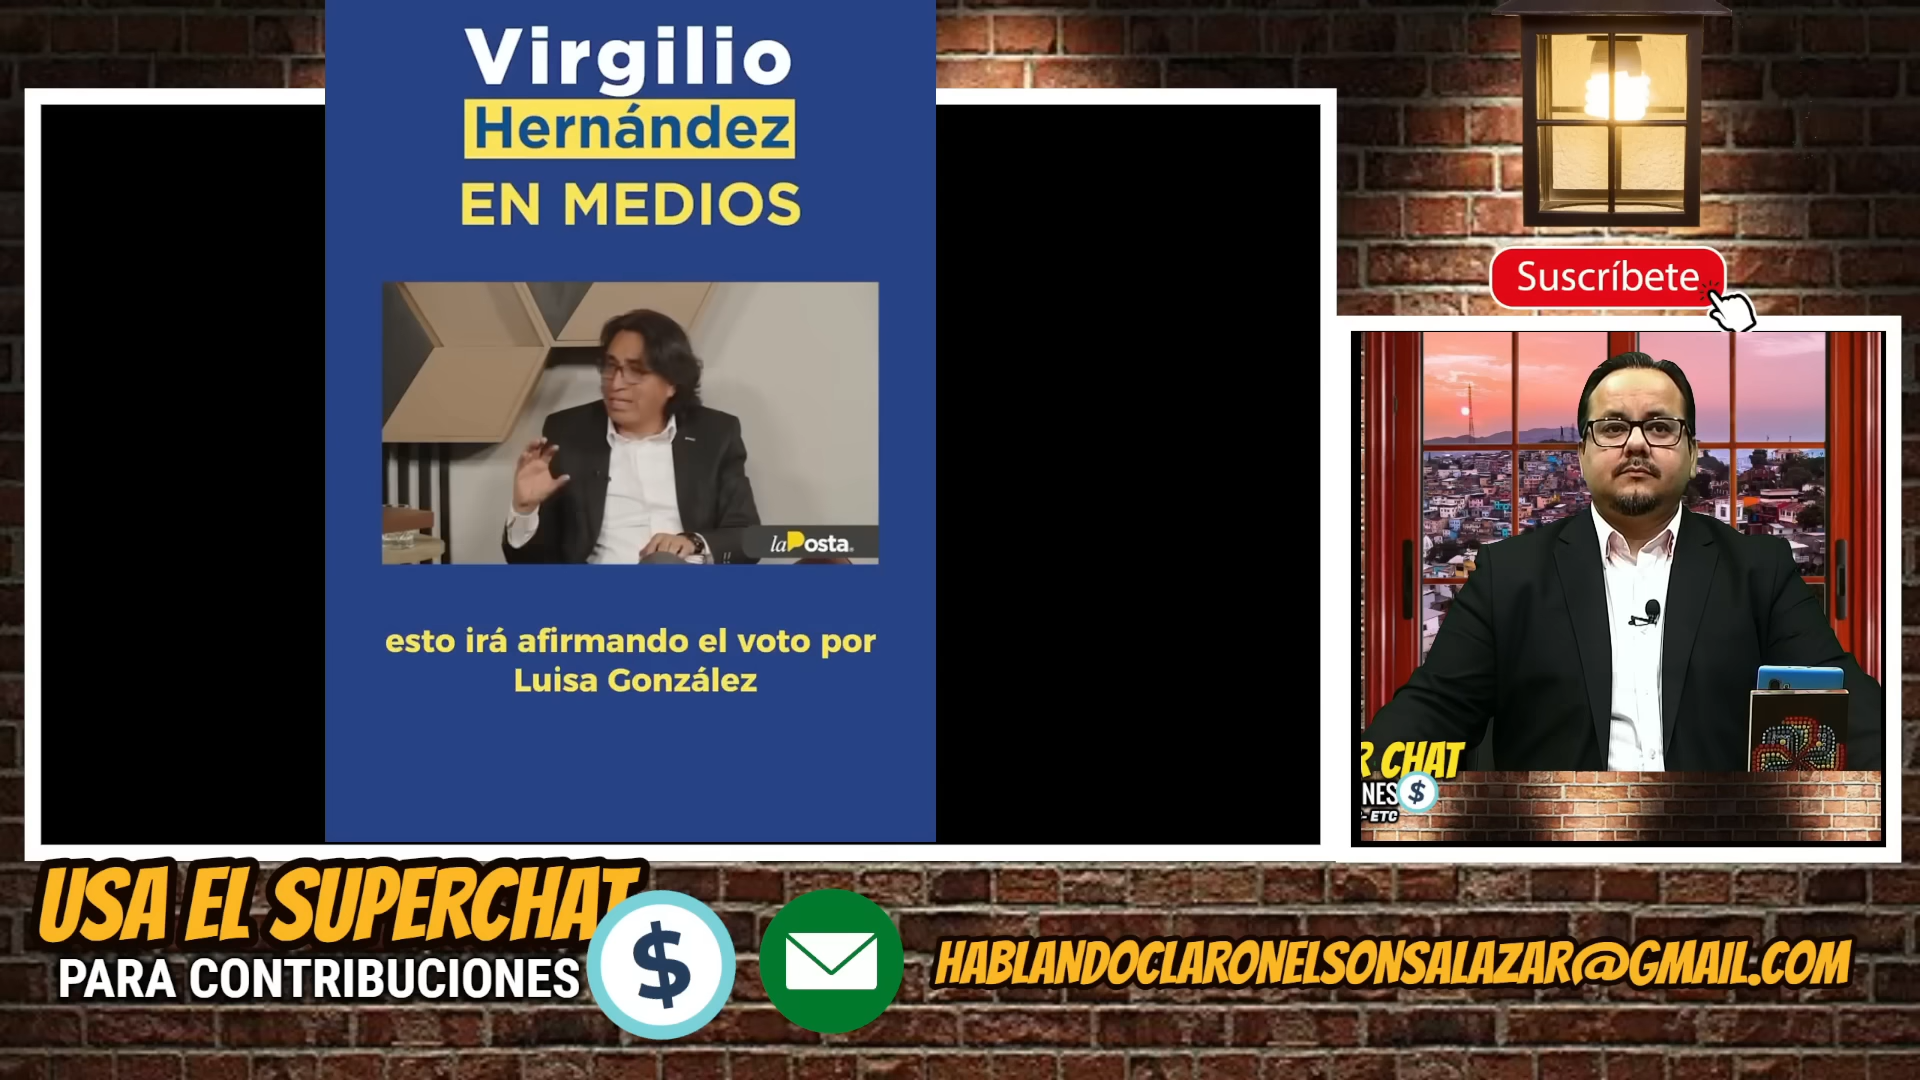 Virgilio
Hernández
EN MEDIOS
laPosta
esto irá afirmando el voto por
Luisa González
Suscríbete
R CHAT
NES $
- ETC
USA EL SUPERCHAT
PARA CONTRIBUCIONES
$
HABLANDOCLARONELSONSALAZAR@GMAIL.COM